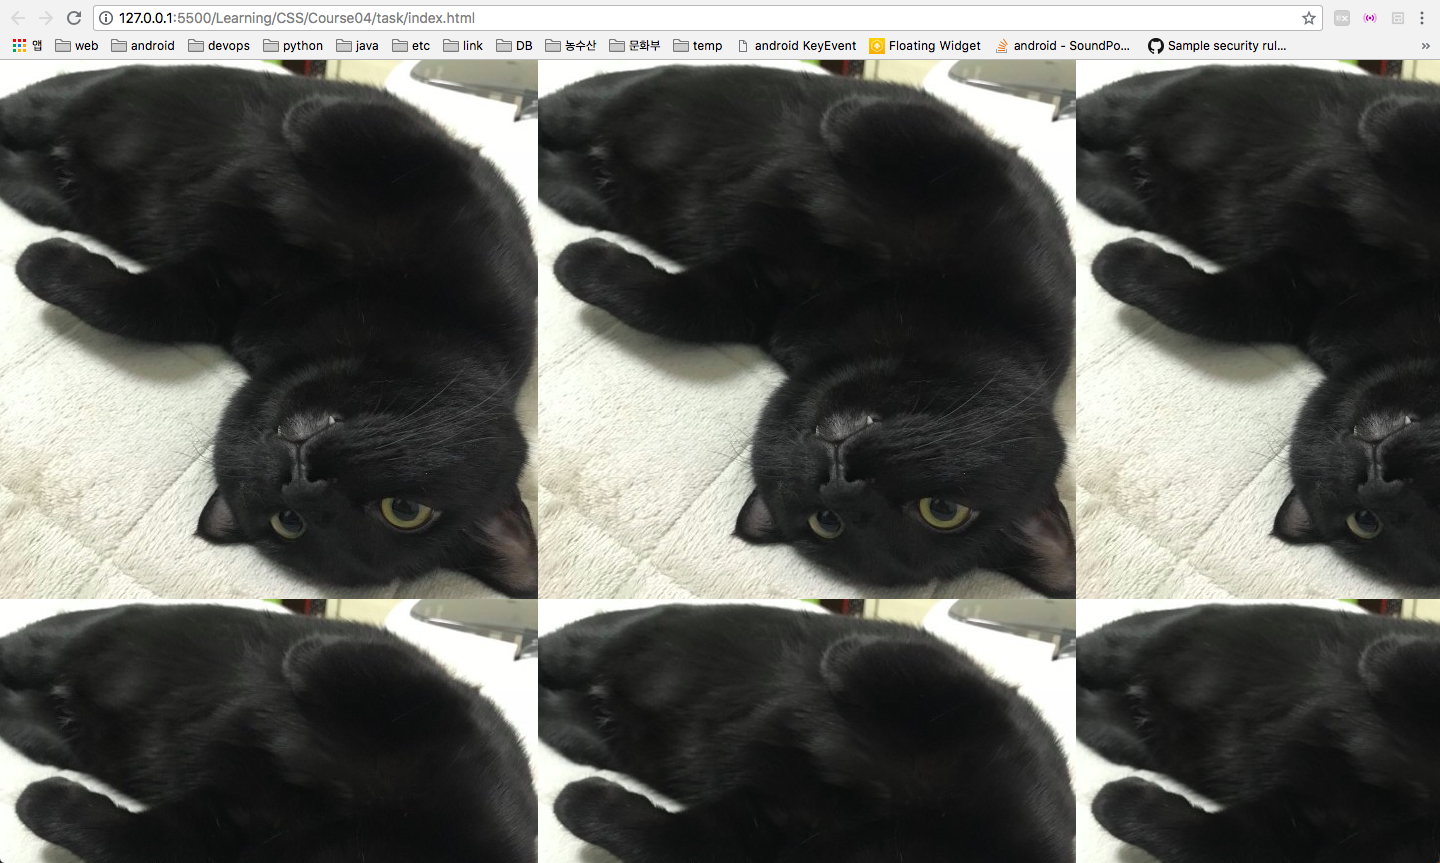 127.0.0.1:5500/Learning/CSS/Course04/task/index.html
EX
앱 web android devops python java etc link DB 농수산 문화부 temp android KeyEvent Floating Widget android - SoundPo... Sample security rul... »